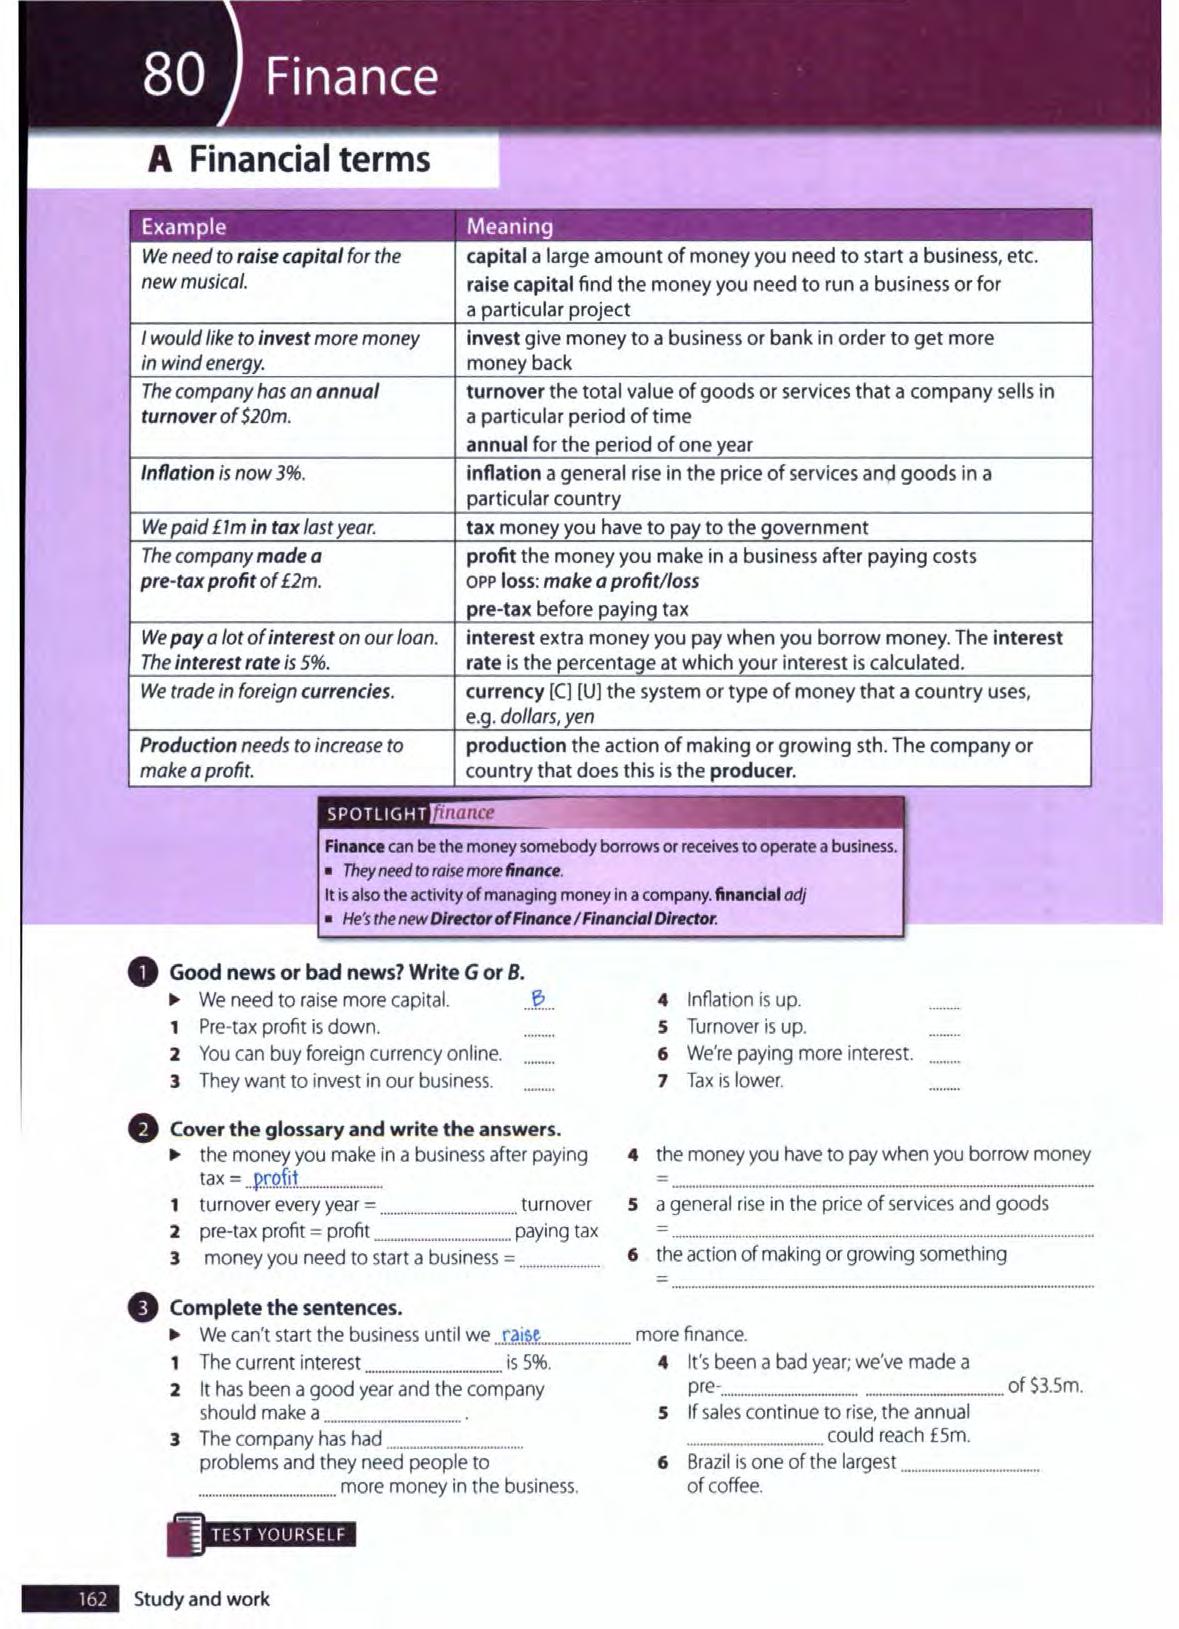 80 Finance
A Financial terms
Example Meaning
We need to raise capital for the
new musical.
capital a large amount of money you need to start a business, etc.
raise capital find the money you need to run a business or for
a particular project
I would like to invest more money
in wind energy.
invest give money to a business or bank in order to get more
money back
The company has an annual
turnover of $20m.
turnover the total value of goods or services that a company sells in
a particular period of time
annual for the period of one year
Inflation is now 3%.
inflation a general rise in the price of services and goods in a
particular country
We paid £1m in tax last year.
tax money you have to pay to the government
The company made a
pre-tax profit of £2m.
profit the money you make in a business after paying costs
OPP loss: make a profit/loss
pre-tax before paying tax
We pay a lot of interest on our loan.
The interest rate is 5%.
interest extra money you pay when you borrow money. The interest
rate is the percentage at which your interest is calculated.
We trade in foreign currencies.
currency [C] [U] the system or type of money that a country uses,
e.g. dollars, yen
Production needs to increase to
make a profit.
production the action of making or growing sth. The company or
country that does this is the producer.
SPOTLIGHT finance
Finance can be the money somebody borrows or receives to operate a business.
▪ They need to raise more finance.
It is also the activity of managing money in a company. financial adj
▪ He's the new Director of Finance / Financial Director.
1 Good news or bad news? Write G or B.
▸ We need to raise more capital. B
1 Pre-tax profit is down. ........
2 You can buy foreign currency online. ........
3 They want to invest in our business. ........
4 Inflation is up. ........
5 Turnover is up. ........
6 We're paying more interest. ........
7 Tax is lower. ........
2 Cover the glossary and write the answers.
▸ the money you make in a business after paying
tax = profit
1 turnover every year = ........ turnover
2 pre-tax profit = profit ........ paying tax
3 money you need to start a business = ........
4 the money you have to pay when you borrow money
= ........
5 a general rise in the price of services and goods
= ........
6 the action of making or growing something
= ........
3 Complete the sentences.
▸ We can't start the business until we raise more finance.
1 The current interest ........ is 5%.
2 It has been a good year and the company
should make a ........ .
3 The company has had ........
problems and they need people to
........ more money in the business.
4 It's been a bad year; we've made a
pre-........ ........ of $3.5m.
5 If sales continue to rise, the annual
........ could reach £5m.
6 Brazil is one of the largest ........
of coffee.
TEST YOURSELF
162 Study and work